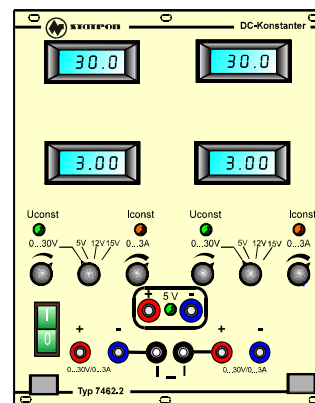 STATRON DC-Konstanter
30.0 30.0
3.00 3.00
Uconst Iconst Uconst Iconst
0...30V 5V 12V 15V 0...3A 0...30V 5V 12V 15V 0...3A
+ 5 V -
I
0
+ - + -
0...30V/0...3A 0...30V/0...3A
Typ 7462.2